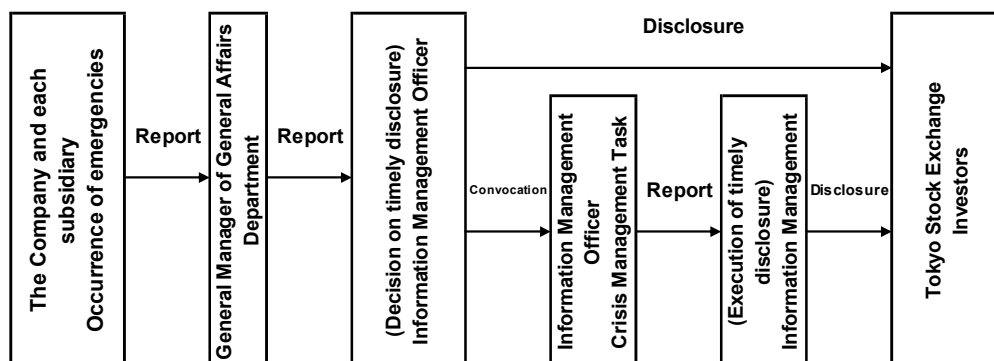 The Company and each
subsidiary
Occurrence of emergencies
Report
General Manager of General Affairs
Department
Report
(Decision on timely disclosure)
Information Management Officer
Disclosure
Convocation
Information Management
Officer
Crisis Management Task
Report
(Execution of timely
disclosure)
Information Management
Disclosure
Tokyo Stock Exchange
Investors